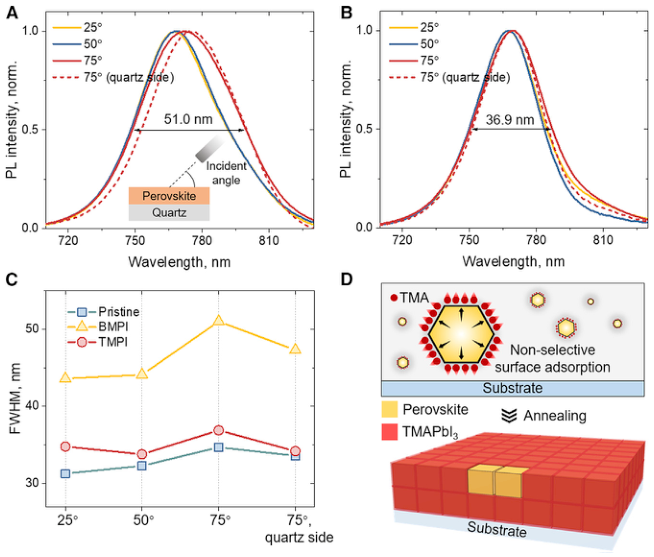 A
25°
50°
75°
75° (quartz side)
51.0 nm
Incident
angle
Perovskite
Quartz
PL intensity, norm.
1.0
0.5
0.0
720
750
780
810
Wavelength, nm
B
25°
50°
75°
75° (quartz side)
36.9 nm
PL intensity, norm.
1.0
0.5
0.0
720
750
780
810
Wavelength, nm
C
Pristine
BMPI
TMPI
FWHM, nm
50
40
30
25°
50°
75°
75°,
quartz side
D
TMA
Non-selective
surface adsorption
Substrate
Perovskite
TMAPbI₃
Annealing
Substrate